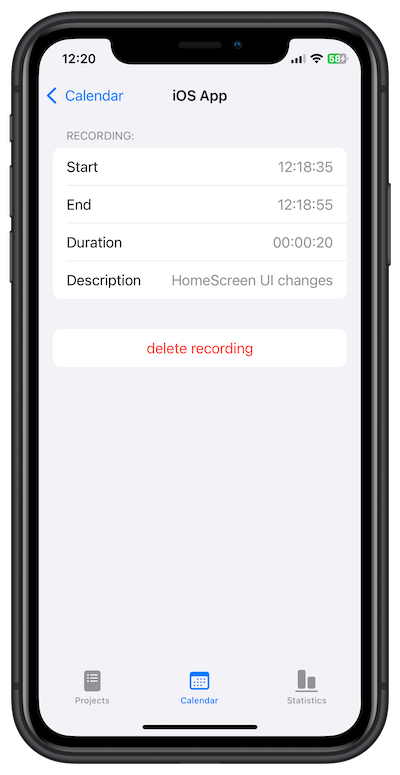 12:20 68
Calendar iOS App
RECORDING:
Start 12:18:35
End 12:18:55
Duration 00:00:20
Description HomeScreen UI changes
delete recording
Projects Calendar Statistics